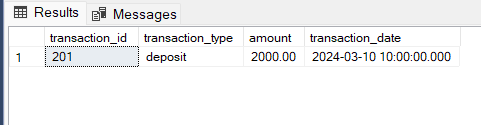 Results Messages
transaction_id transaction_type amount transaction_date
1 201 deposit 2000.00 2024-03-10 10:00:00.000